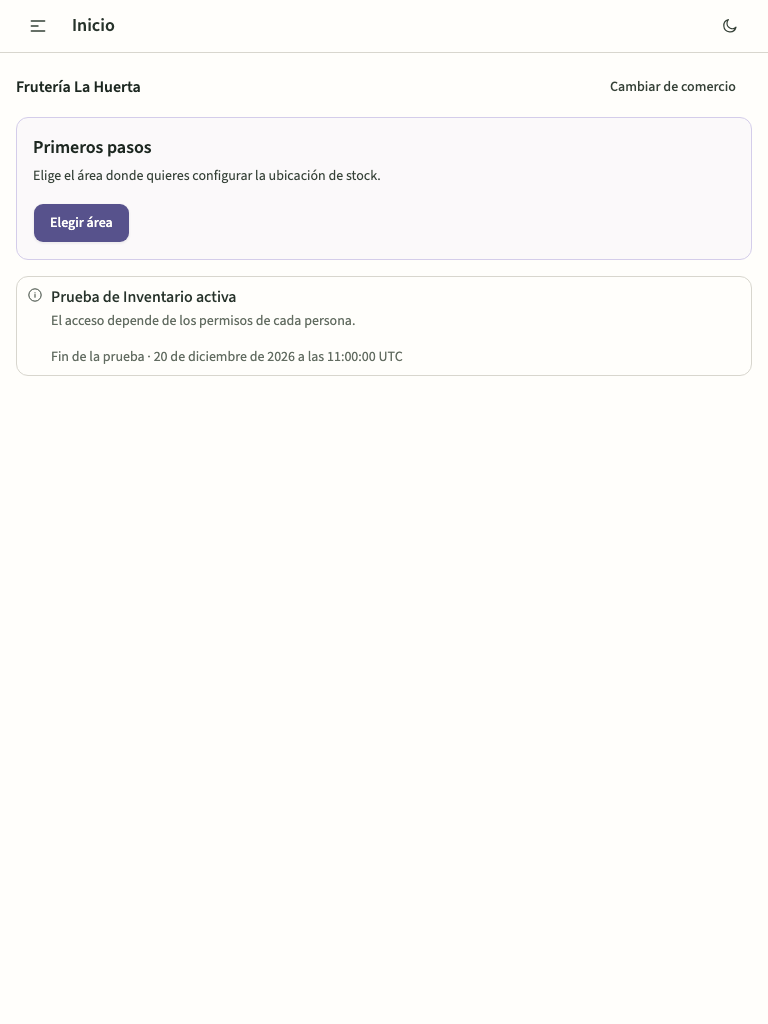 Inicio
Frutería La Huerta
Cambiar de comercio
Primeros pasos
Elige el área donde quieres configurar la ubicación de stock.
Elegir área
Prueba de Inventario activa
El acceso depende de los permisos de cada persona.
Fin de la prueba · 20 de diciembre de 2026 a las 11:00:00 UTC